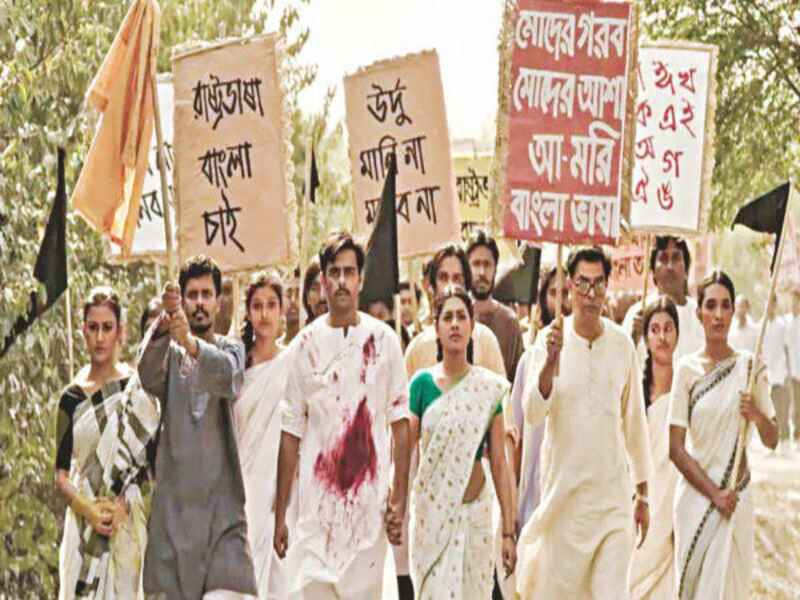 রাষ্ট্রভাষা
বাংলা
চাই
উর্দু
মানি না
মানব না
মোদের গরব
মোদের আশা
আ-মরি
বাংলা ভাষা
ঈ খ
ক এ ই
অ গ
ঐ ঙ